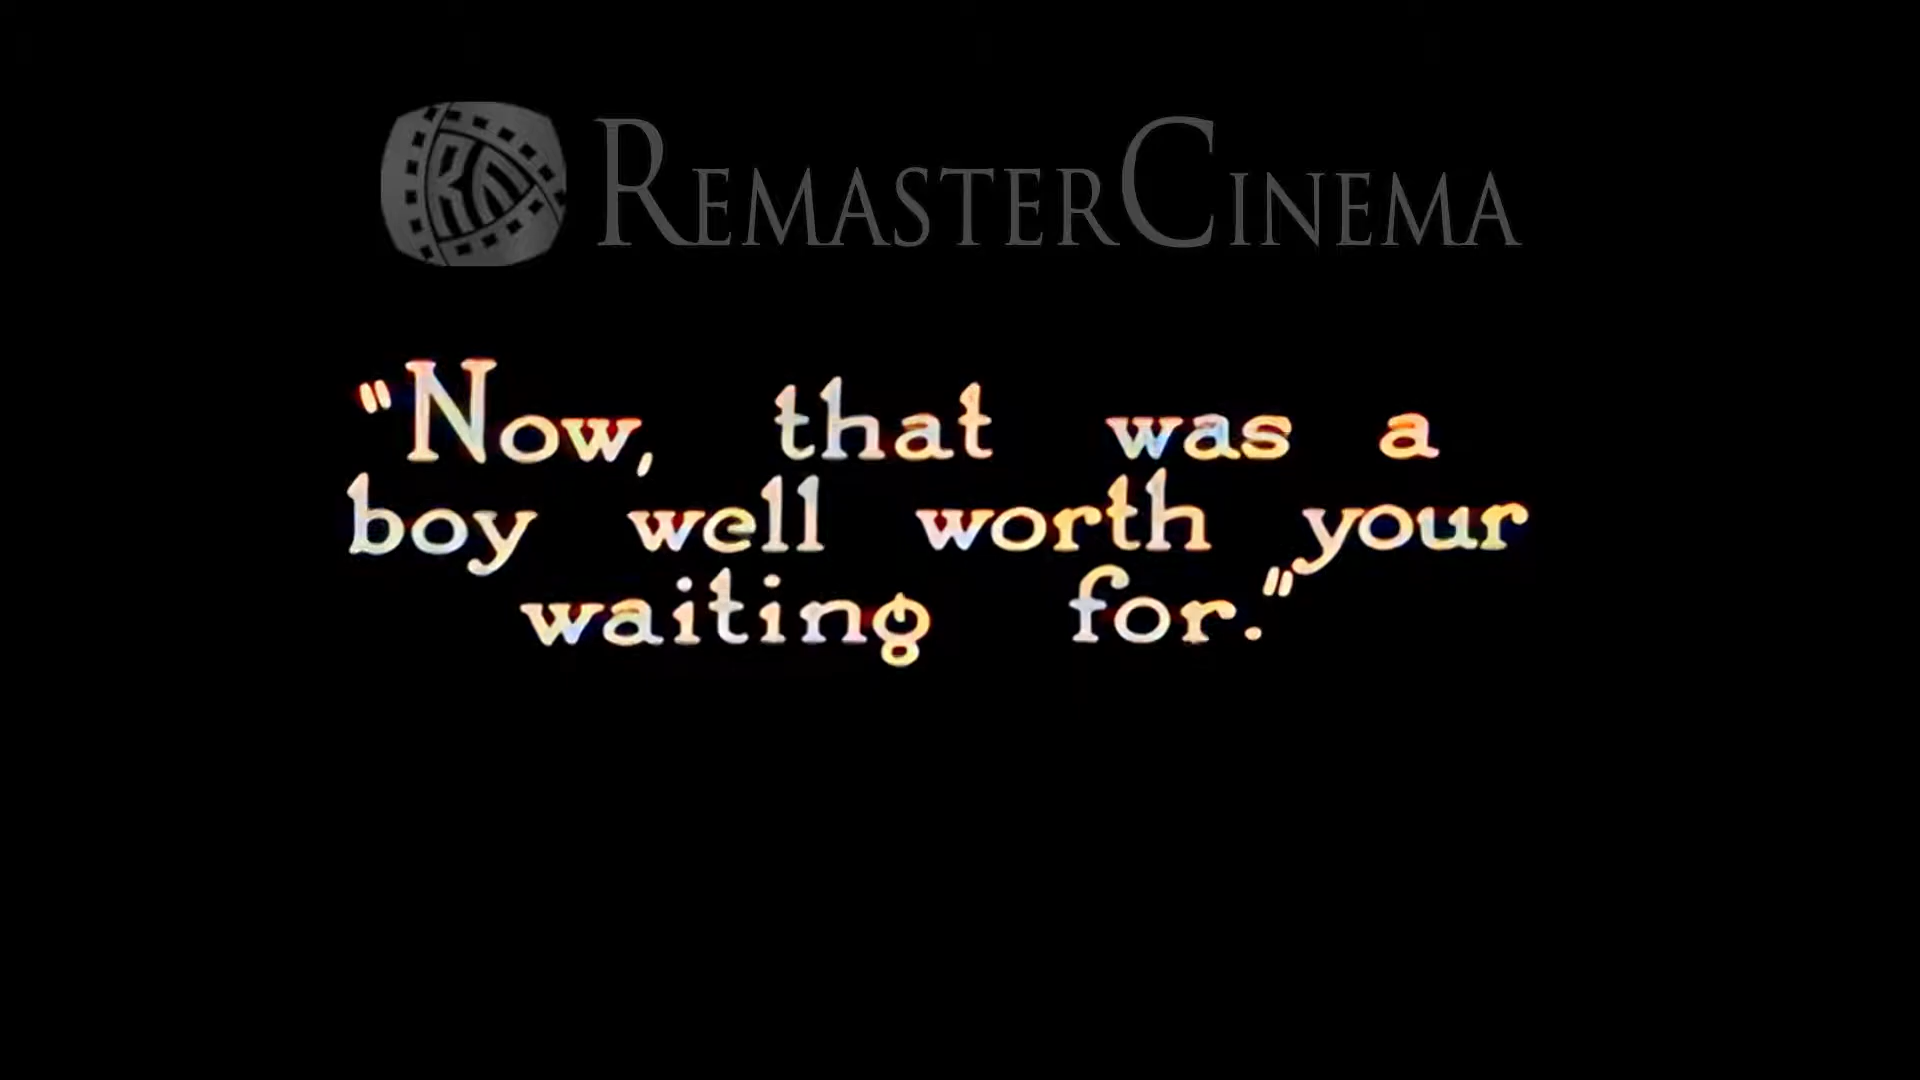 REMASTERCINEMA
"Now, that was a
boy well worth your
waiting for."